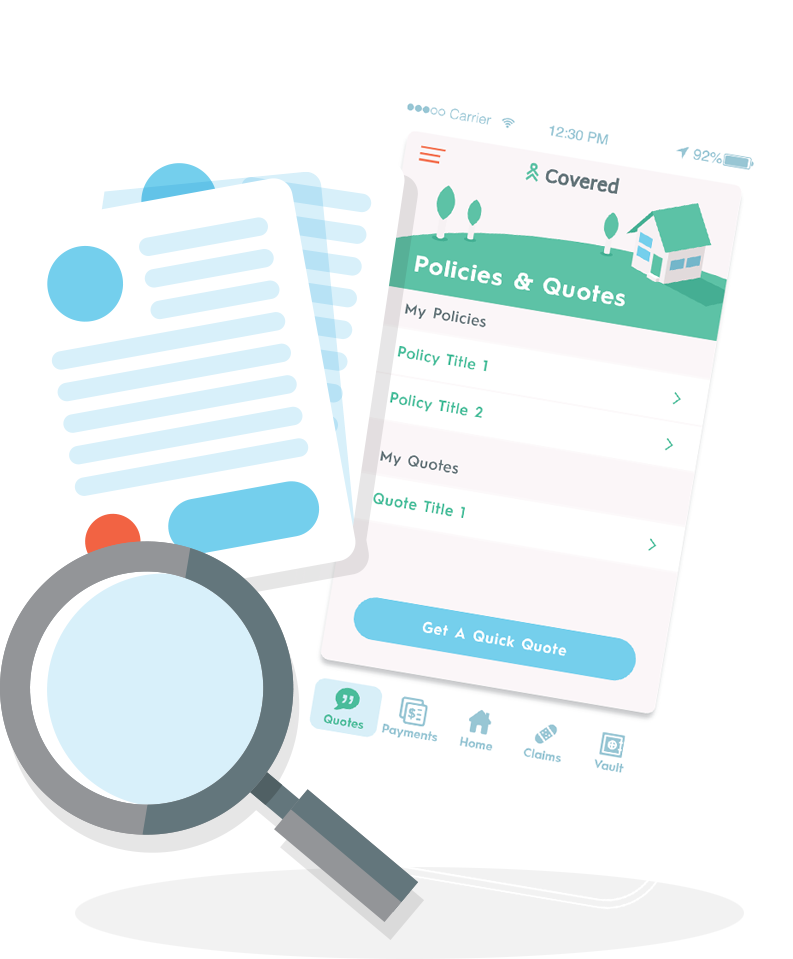 Carrier 12:30 PM 92%
Covered
Policies & Quotes
My Policies
Policy Title 1
Policy Title 2
My Quotes
Quote Title 1
Get A Quick Quote
Quotes Payments Home Claims Vault